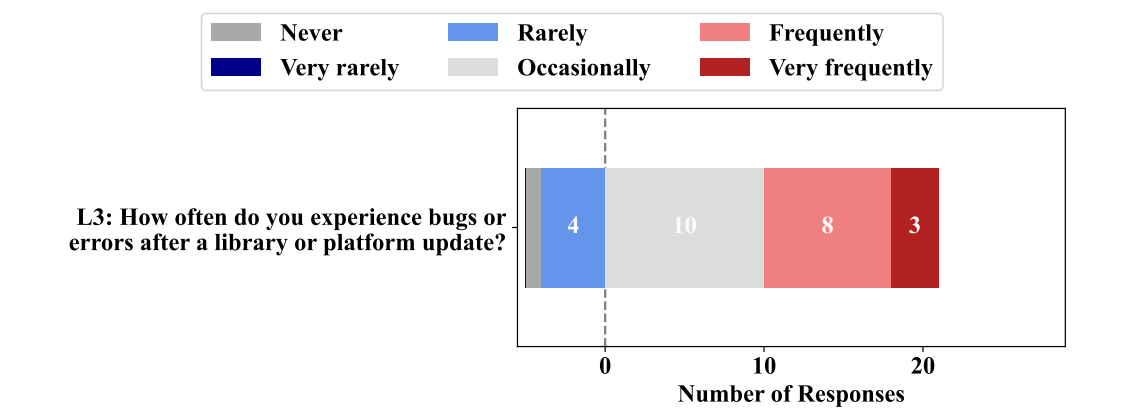 Never
Rarely
Frequently
Very rarely
Occasionally
Very frequently
L3: How often do you experience bugs or
errors after a library or platform update?
4
10
8
3
0
10
20
Number of Responses